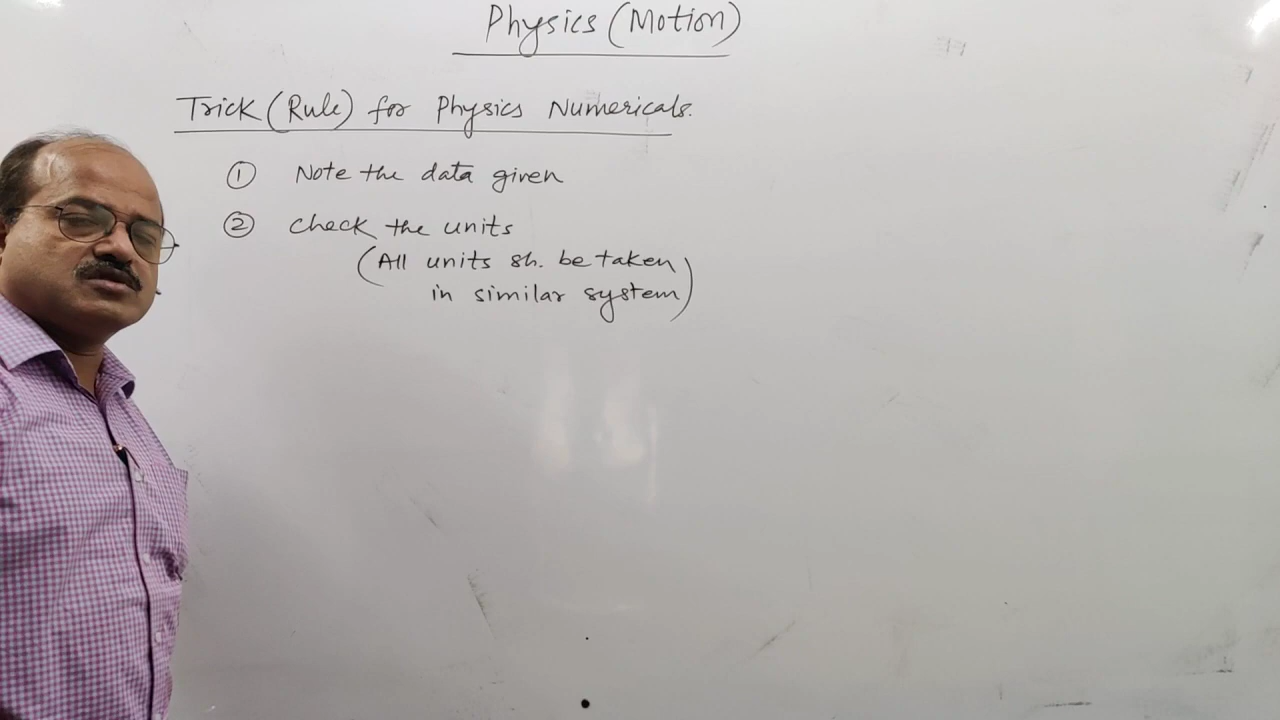 Physics (Motion)
Trick (Rule) for Physics Numericals.
① Note the data given
② Check the units
(All units sh. be taken
in similar system)